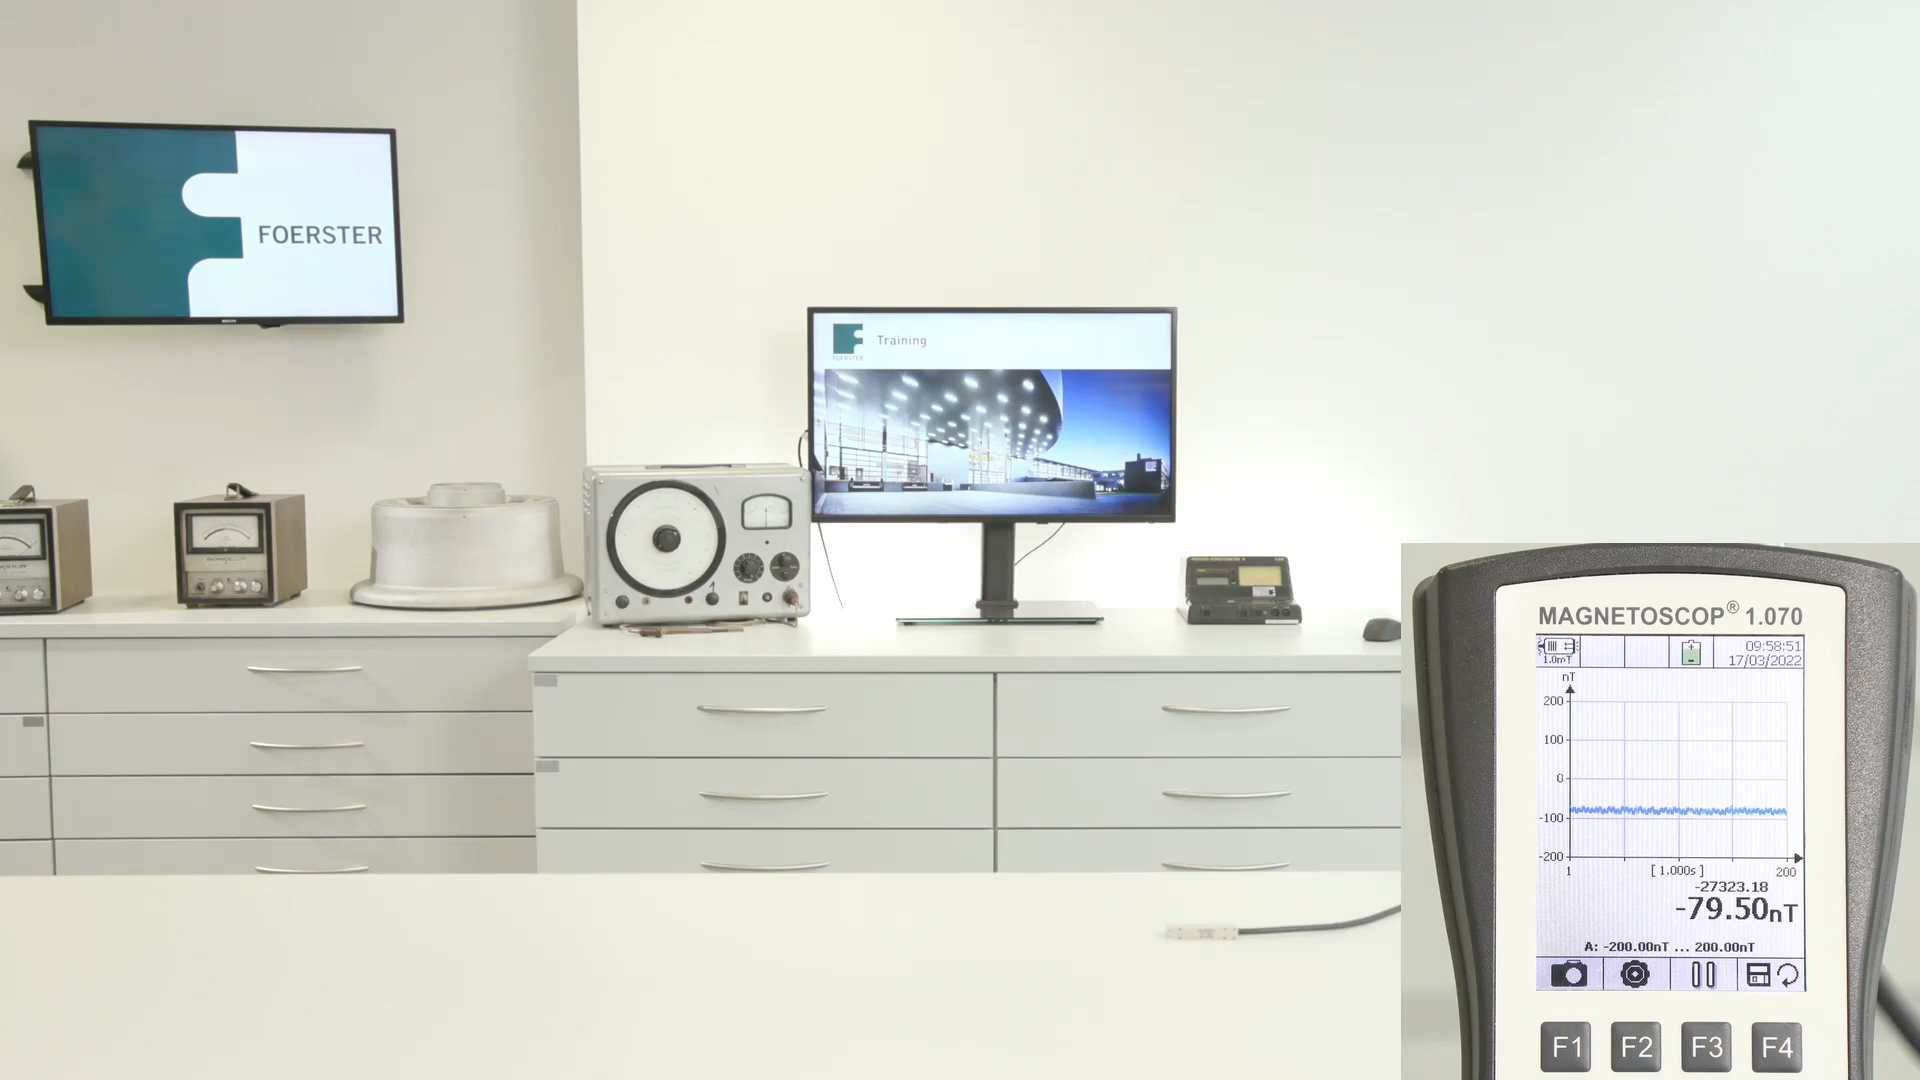 FOERSTER
Training
FOERSTER
MAGNETOSCOP® 1.070
1.0mT
09:58:51
17/03/2022
nT
200
100
0
-100
-200
1
[ 1.000s ]
200
-27323.18
-79.50nT
A: -200.00nT ... 200.00nT
F1 F2 F3 F4